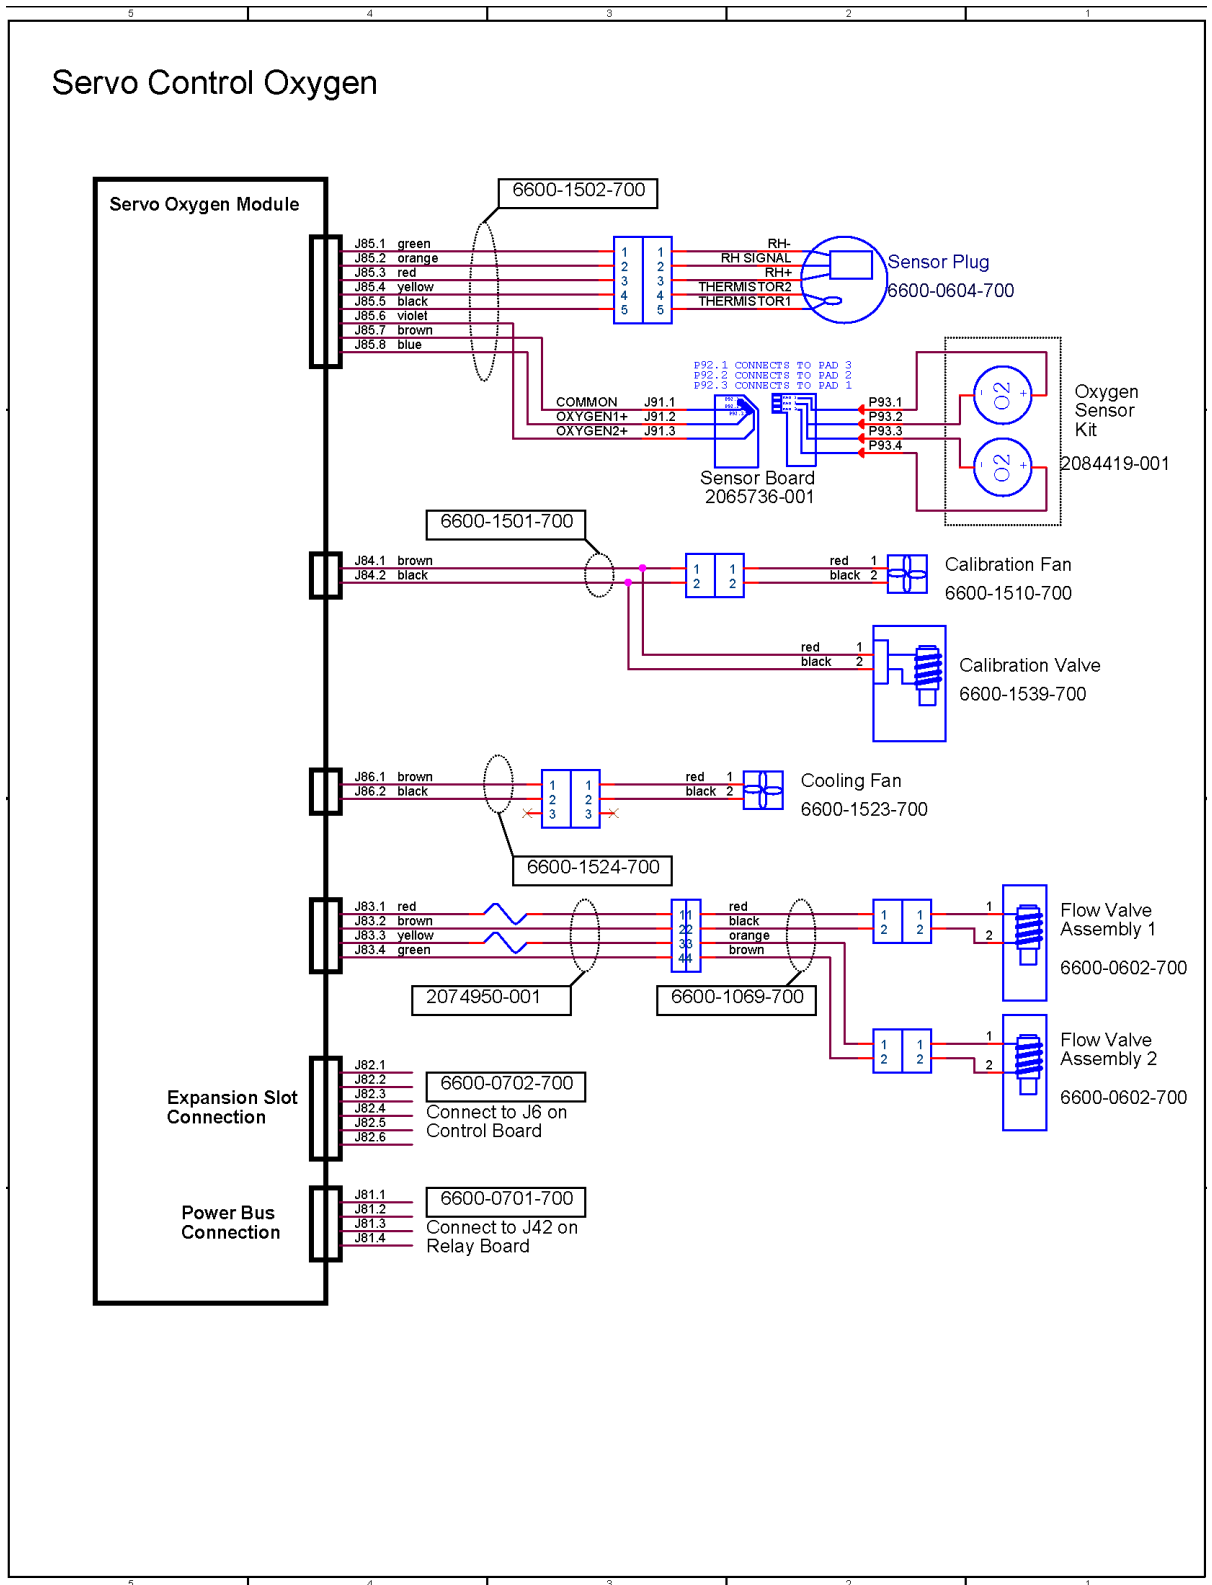 5 4 3 2 1
Servo Control Oxygen
Servo Oxygen Module
6600-1502-700
J85.1 green
J85.2 orange
J85.3 red
J85.4 yellow
J85.5 black
J85.6 violet
J85.7 brown
J85.8 blue
1 1
2 2
3 3
4 4
5 5
RH-
RH SIGNAL
RH+
THERMISTOR2
THERMISTOR1
Sensor Plug
6600-0604-700
P92.1 CONNECTS TO PAD 3
P92.2 CONNECTS TO PAD 2
P92.3 CONNECTS TO PAD 1
COMMON J91.1
OXYGEN1+ J91.2
OXYGEN2+ J91.3
P93.1
P93.2
P93.3
P93.4
Sensor Board
2065736-001
- O2 +
- O2 +
Oxygen
Sensor
Kit
2084419-001
6600-1501-700
J84.1 brown
J84.2 black
1 1
2 2
red 1
black 2
Calibration Fan
6600-1510-700
red 1
black 2
Calibration Valve
6600-1539-700
J86.1 brown
J86.2 black
1 1
2 2
3 3
red 1
black 2
Cooling Fan
6600-1523-700
6600-1524-700
J83.1 red
J83.2 brown
J83.3 yellow
J83.4 green
11
22
33
44
red
black
orange
brown
1 1
2 2
1
2
Flow Valve
Assembly 1
6600-0602-700
2074950-001
6600-1069-700
1 1
2 2
1
2
Flow Valve
Assembly 2
6600-0602-700
Expansion Slot
Connection
J82.1
J82.2
J82.3
J82.4
J82.5
J82.6
6600-0702-700
Connect to J6 on
Control Board
Power Bus
Connection
J81.1
J81.2
J81.3
J81.4
6600-0701-700
Connect to J42 on
Relay Board
5 4 3 2 1